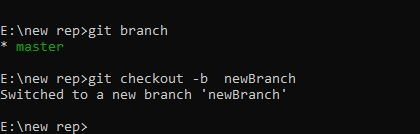 E:\new rep>git branch
* master
E:\new rep>git checkout -b  newBranch
Switched to a new branch 'newBranch'
E:\new rep>